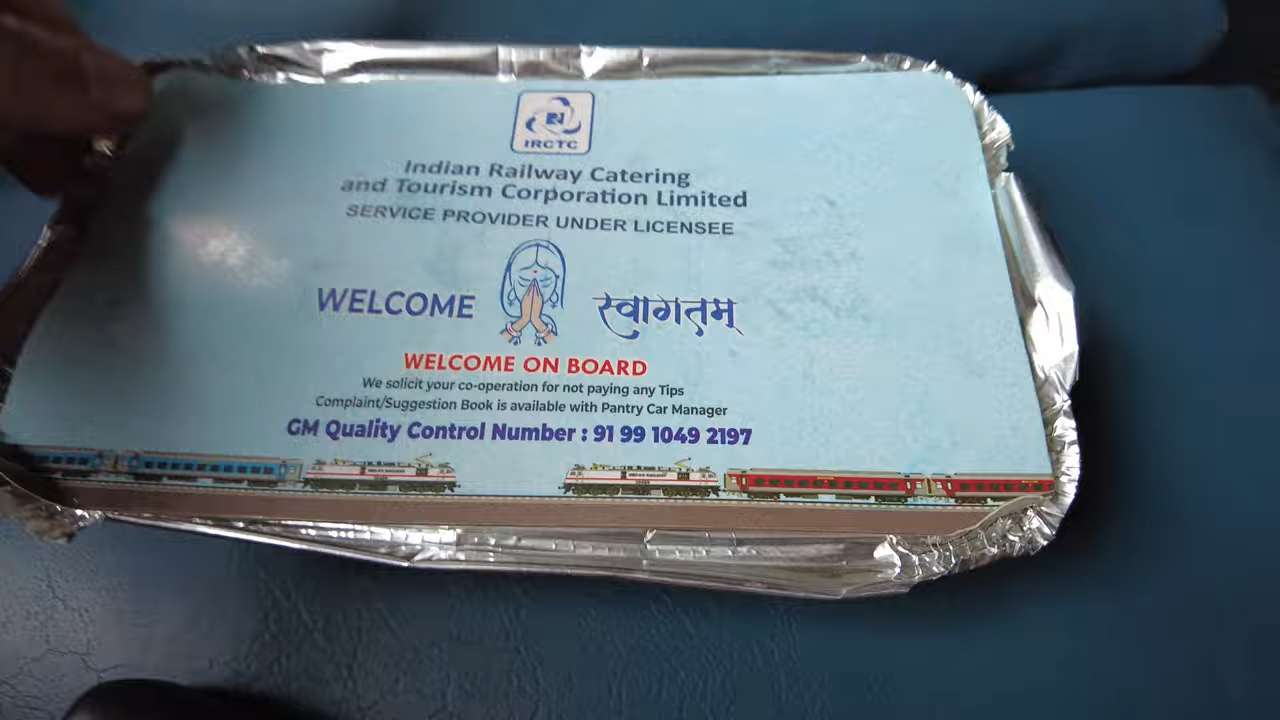 IRCTC
Indian Railway Catering
and Tourism Corporation Limited
SERVICE PROVIDER UNDER LICENSEE
WELCOME स्वागतम्
WELCOME ON BOARD
We solicit your co-operation for not paying any Tips
Complaint/Suggestion Book is available with Pantry Car Manager
GM Quality Control Number : 91 99 1049 2197